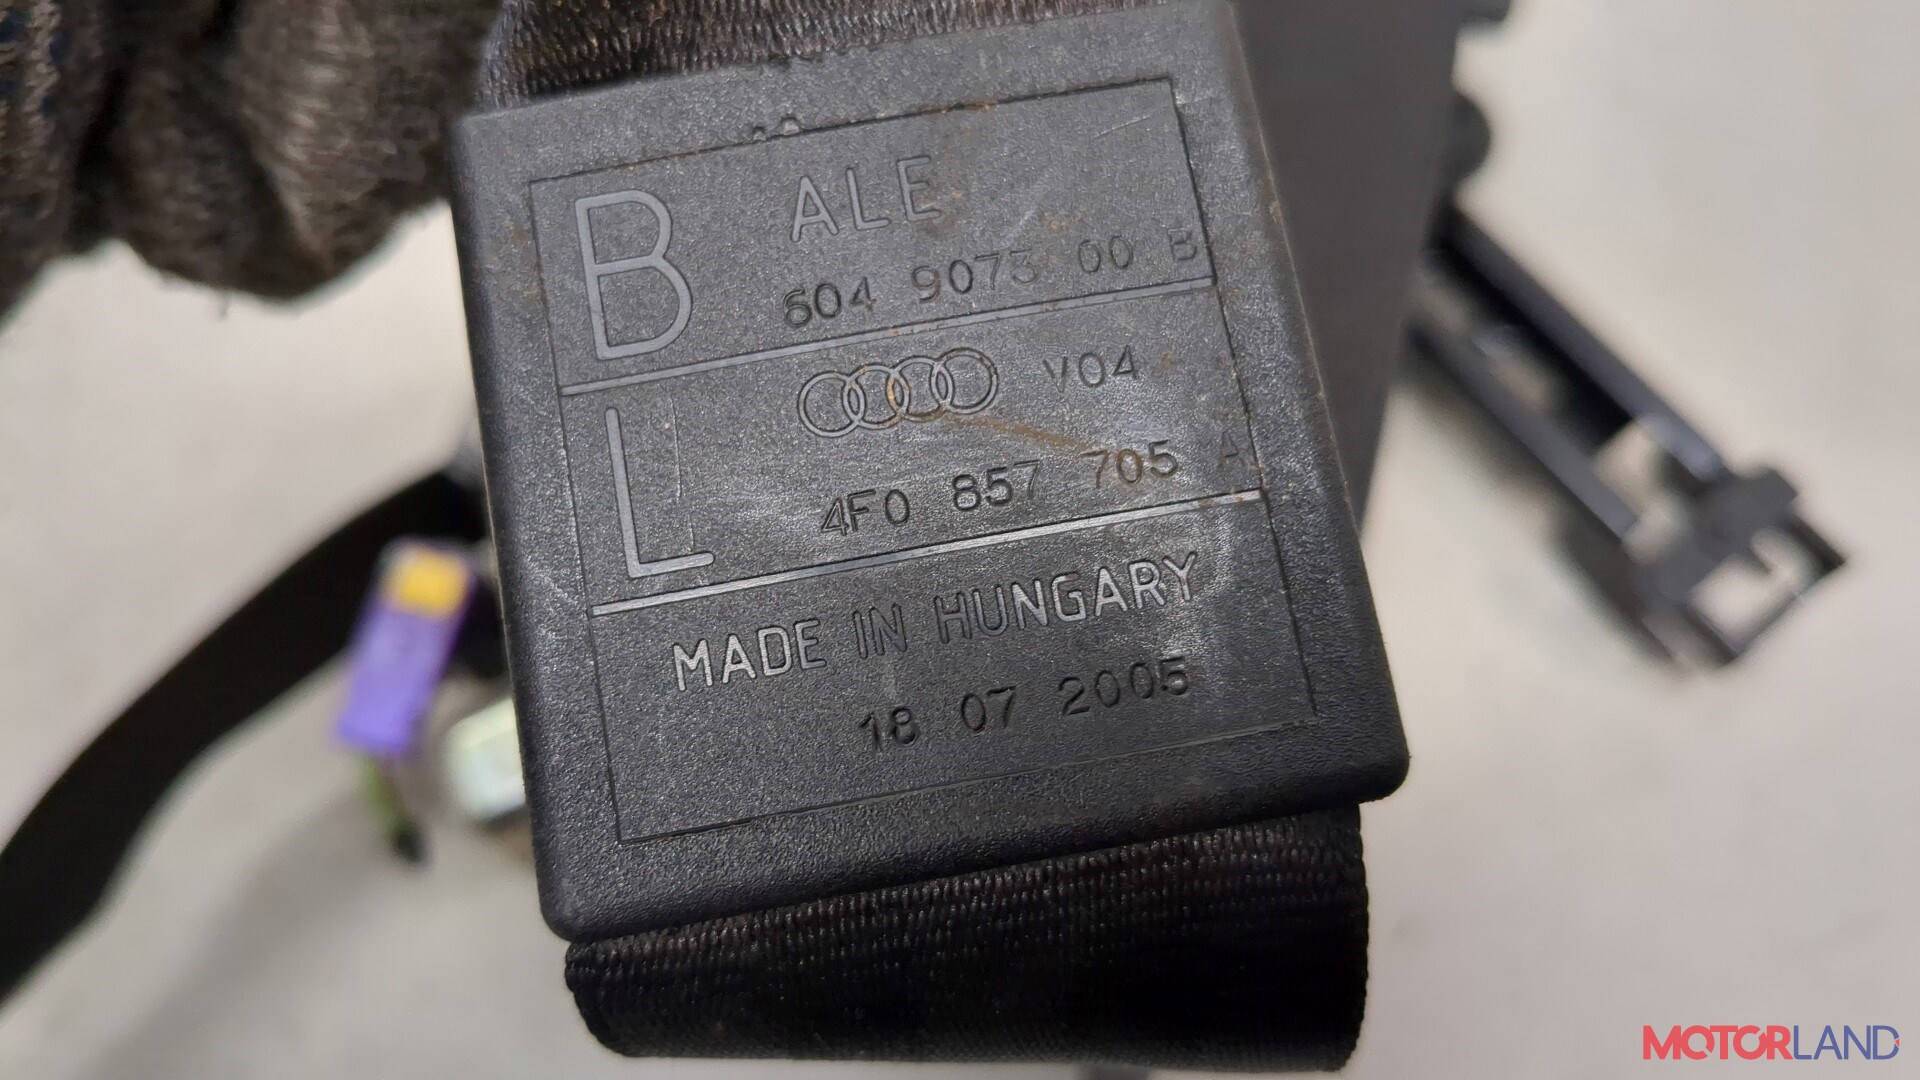 B ALE
604 9073 00 B
V04
L 4F0 857 705 A
MADE IN HUNGARY
18 07 2005
MOTORLAND